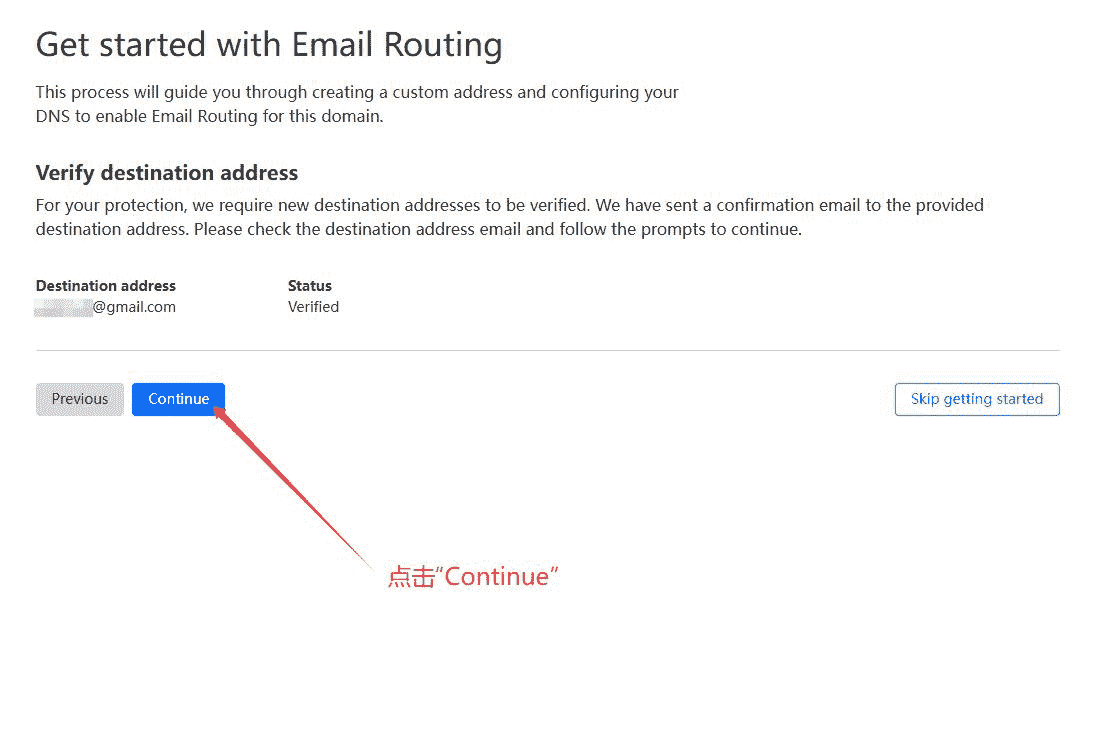 Get started with Email Routing
This process will guide you through creating a custom address and configuring your
DNS to enable Email Routing for this domain.
Verify destination address
For your protection, we require new destination addresses to be verified. We have sent a confirmation email to the provided
destination address. Please check the destination address email and follow the prompts to continue.
Destination address
Status
@gmail.com
Verified
Previous
Continue
Skip getting started
点击“Continue”